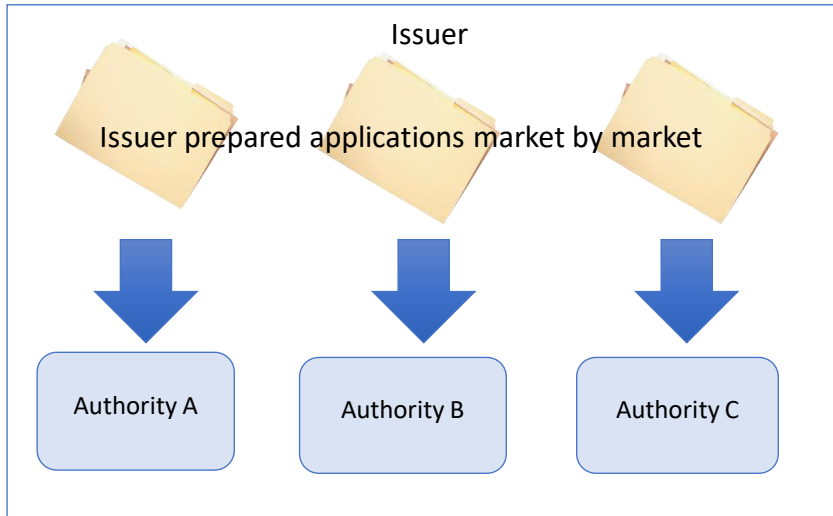 Issuer
Issuer prepared applications market by market
Authority A
Authority B
Authority C